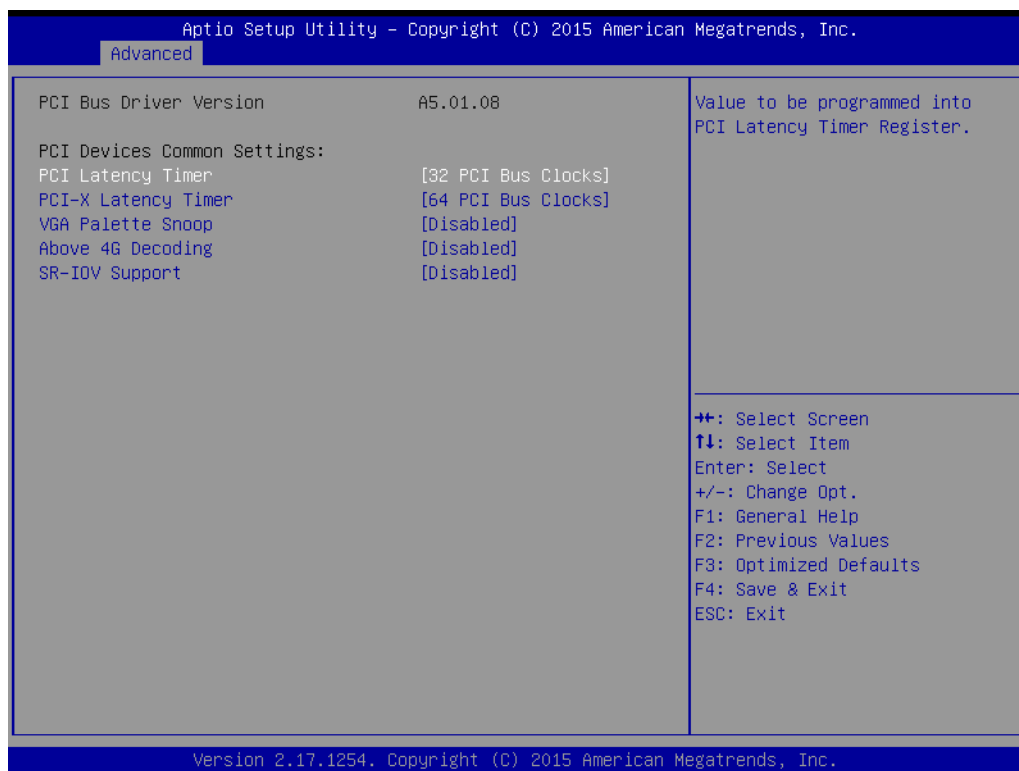 Aptio Setup Utility – Copyright (C) 2015 American Megatrends, Inc.
Advanced
PCI Bus Driver Version A5.01.08
PCI Devices Common Settings:
PCI Latency Timer [32 PCI Bus Clocks]
PCI-X Latency Timer [64 PCI Bus Clocks]
VGA Palette Snoop [Disabled]
Above 4G Decoding [Disabled]
SR-IOV Support [Disabled]
Value to be programmed into
PCI Latency Timer Register.
→←: Select Screen
↑↓: Select Item
Enter: Select
+/-: Change Opt.
F1: General Help
F2: Previous Values
F3: Optimized Defaults
F4: Save & Exit
ESC: Exit
Version 2.17.1254. Copyright (C) 2015 American Megatrends, Inc.